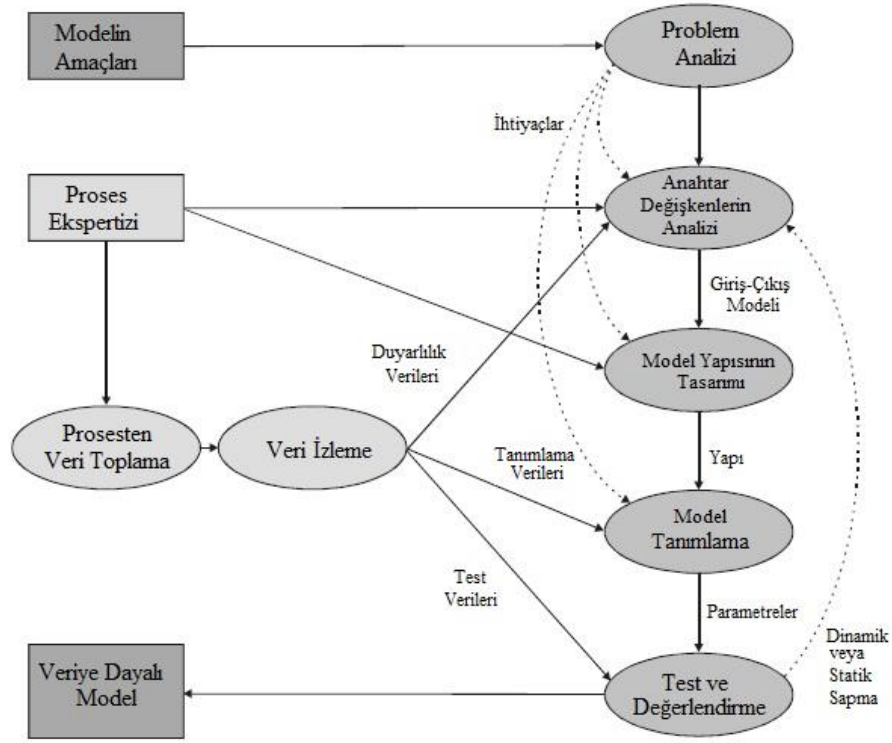 Modelin
Amaçları
Problem
Analizi
İhtiyaçlar
Proses
Ekspertizi
Anahtar
Değişkenlerin
Analizi
Giriş-Çıkış
Modeli
Duyarlılık
Verileri
Model Yapısının
Tasarımı
Prosesten
Veri Toplama
Veri İzleme
Tanımlama
Verileri
Yapı
Model
Tanımlama
Test
Verileri
Parametreler
Dinamik
veya
Statik
Sapma
Veriye Dayalı
Model
Test ve
Değerlendirme